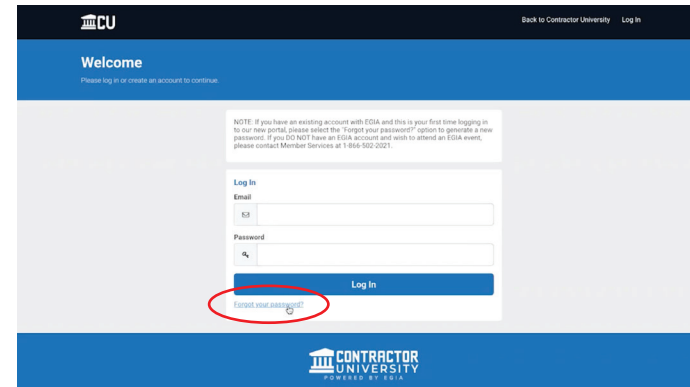 CU
Back to Contractor University Log In
Welcome
Please log in or create an account to continue.
NOTE: If you have an existing account with EGIA and this is your first time logging in
to our new portal, please select the "Forgot your password?" option to generate a new
password. If you DO NOT have an EGIA account and wish to attend an EGIA event,
please contact Member Services at 1-866-502-2021.
Log In
Email
Password
Log In
Forgot your password?
CONTRACTOR
UNIVERSITY
POWERED BY EGIA